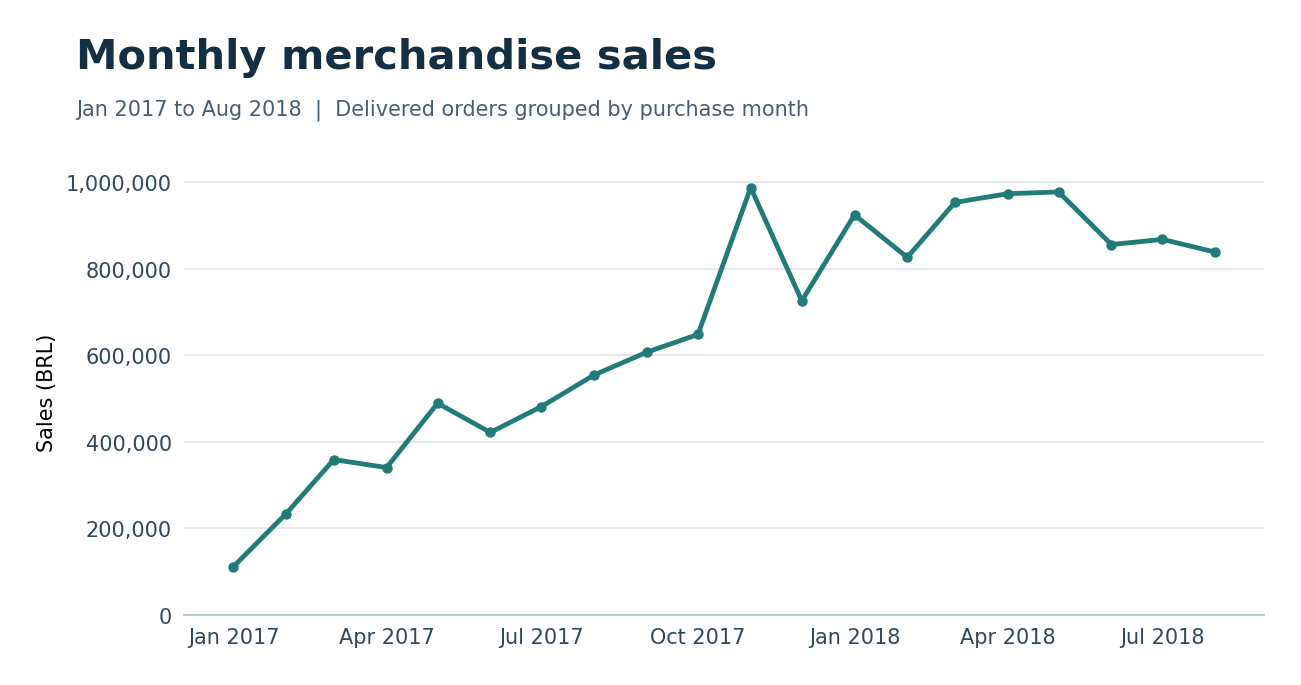 Monthly merchandise sales
Jan 2017 to Aug 2018 | Delivered orders grouped by purchase month
Sales (BRL)
1,000,000
800,000
600,000
400,000
200,000
0
Jan 2017 Apr 2017 Jul 2017 Oct 2017 Jan 2018 Apr 2018 Jul 2018